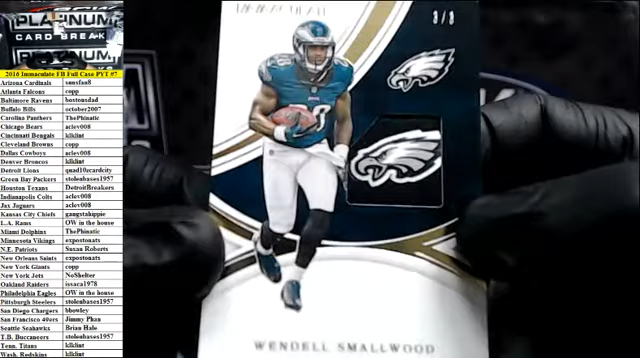 PLATINUM
CARD BREAK
PLATINUM
2016 Immaculate FB Full Case PYT #7
Arizona Cardinals sunsfan8
Atlanta Falcons copp
Baltimore Ravens bostonsdad
Buffalo Bills october2007
Carolina Panthers ThePhinatic
Chicago Bears aclev008
Cincinnati Bengals klklint
Cleveland Browns copp
Dallas Cowboys aclev008
Denver Broncos klklint
Detroit Lions quad10cardcity
Green Bay Packers stolenbases1957
Houston Texans DetroitBreakers
Indianapolis Colts aclev008
Jax Jaguars aclev008
Kansas City Chiefs gangstahippie
L.A. Rams OW in the house
Miami Dolphins ThePhinatic
Minnesota Vikings expostonats
N.E. Patriots Susan Roberts
New Orleans Saints expostonats
New York Giants copp
New York Jets NoShelter
Oakland Raiders issaca1978
Philadelphia Eagles OW in the house
Pittsburgh Steelers stolenbases1957
San Diego Chargers bbowley
San Francisco 49ers Jimmy Phan
Seattle Seahawks Brian Hale
T.B. Buccaneers stolenbases1957
Tenn. Titans klklint
Wash. Redskins klklint
3/3
WENDELL SMALLWOOD